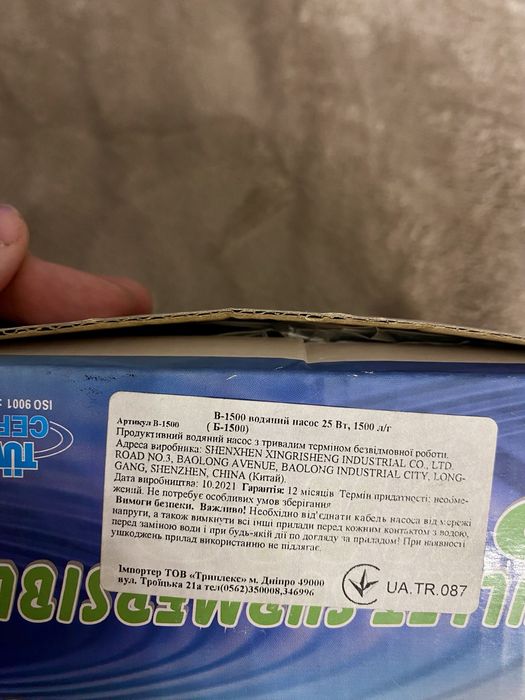 В-1500 водяний насос 25 Вт, 1500 л/г
Артикул В-1500 ( Б-1500)
Продуктивний водяний насос з тривалим терміном безвідмовної роботи.
Адреса виробника: SHENXHEN XINGRISHENG INDUSTRIAL CO., LTD.
ROAD NO.3, BAOLONG AVENUE, BAOLONG INDUSTRIAL CITY, LONG-
GANG, SHENZHEN, CHINA (Китай).
Дата виробництва: 10.2021 Гарантія: 12 місяців Термін придатності: необме-
жений. Не потребує особливих умов зберігання
Вимоги безпеки. Важливо! Необхідно від'єднати кабель насоса від мережі
напруги, а також вимкнути всі інші прилади перед кожним контактом з водою,
перед заміною води і при будь-якій дії по догляду за приладом! При наявності
ушкоджень прилад використанню не підлягає.
Імпортер ТОВ «Триплекс» м. Дніпро 49000
вул. Троїцька 21а тел(0562)350008,346996
UA.TR.087
ISO 9001
TÜV
CER
SUBMERSIBL